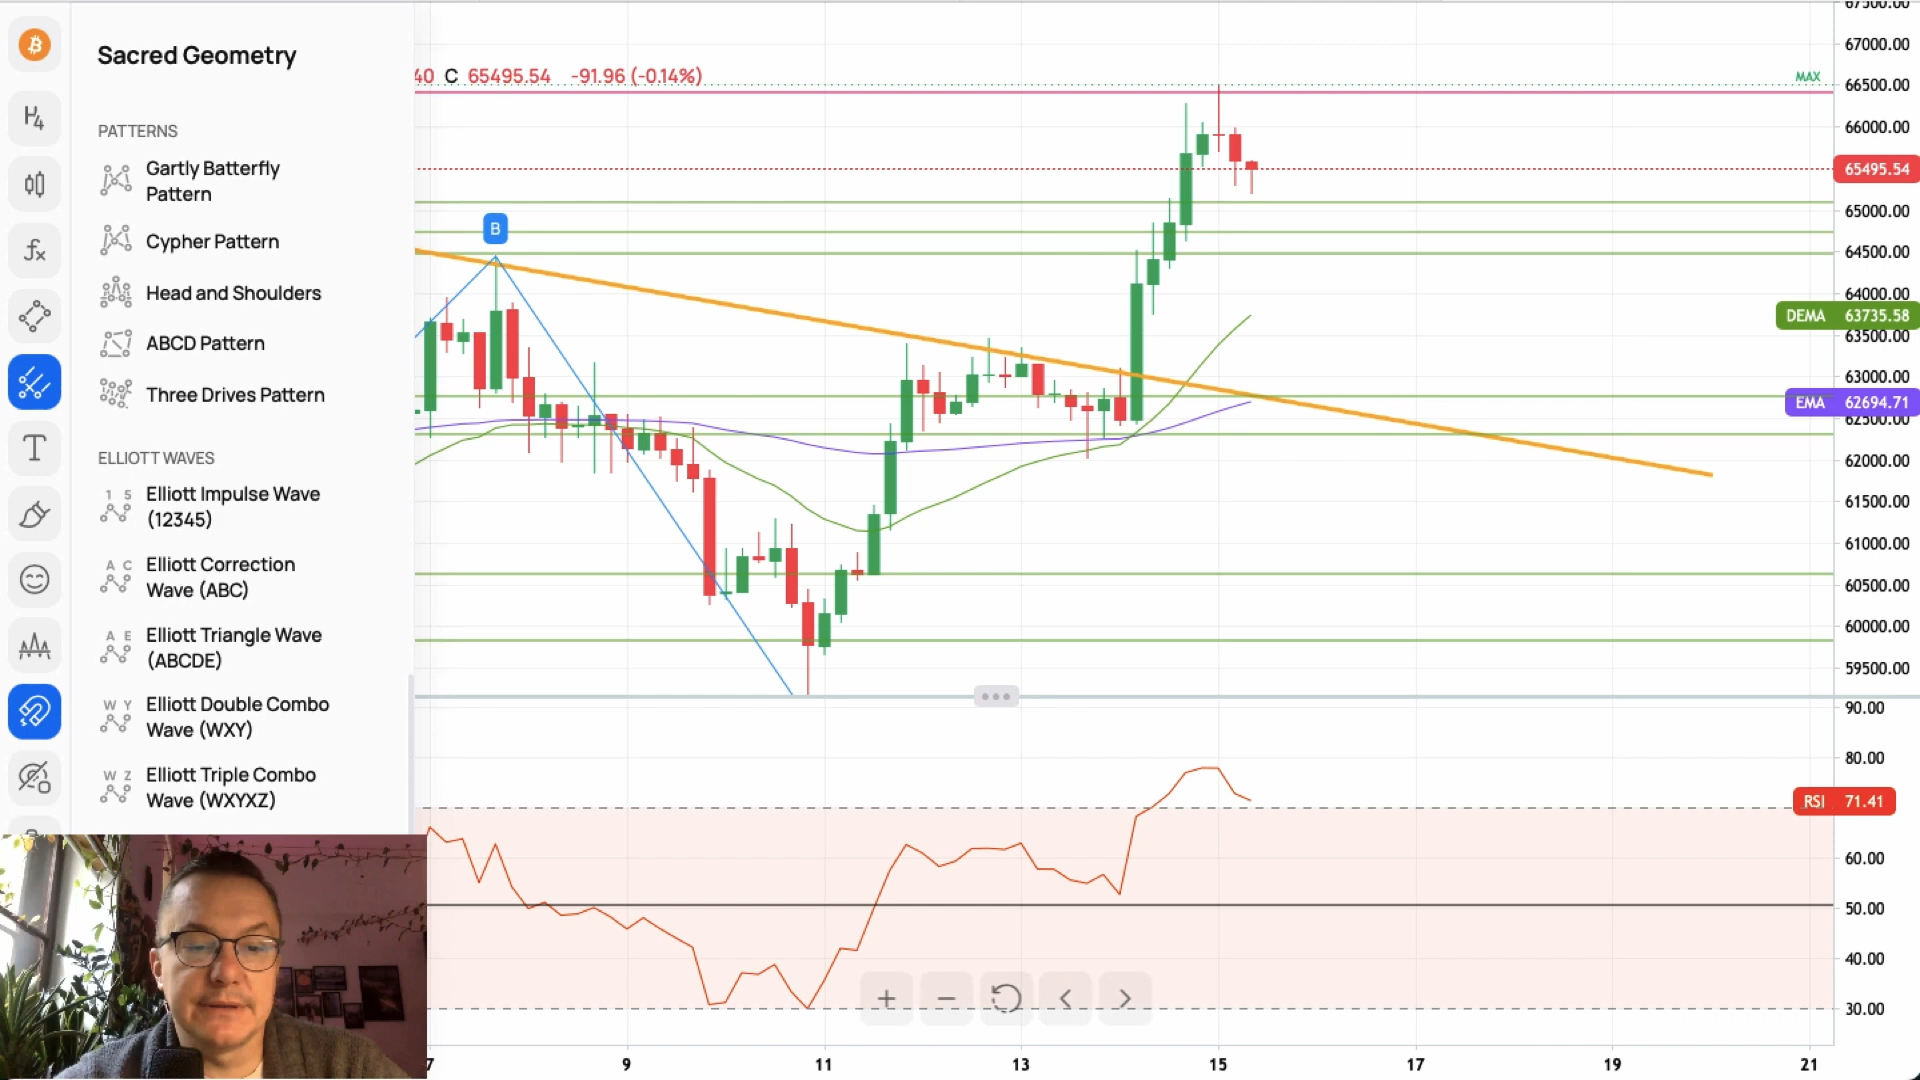 67500.00
Sacred Geometry
67000.00
40 C 65495.54 -91.96 (-0.14%)
MAX
66500.00
H4
PATTERNS
66000.00
Gartly Batterfly
Pattern
65495.54
65000.00
B
Cypher Pattern
fx
64500.00
Head and Shoulders
64000.00
DEMA 63735.58
ABCD Pattern
63500.00
63000.00
Three Drives Pattern
EMA 62694.71
62500.00
T
ELLIOTT WAVES
62000.00
1 5
Elliott Impulse Wave
(12345)
61500.00
61000.00
A C
Elliott Correction
Wave (ABC)
60500.00
A E
Elliott Triangle Wave
(ABCDE)
60000.00
59500.00
W Y
Elliott Double Combo
Wave (WXY)
90.00
80.00
W Z
Elliott Triple Combo
Wave (WXYXZ)
RSI 71.41
60.00
50.00
40.00
30.00
7 9 11 13 15 17 19 21